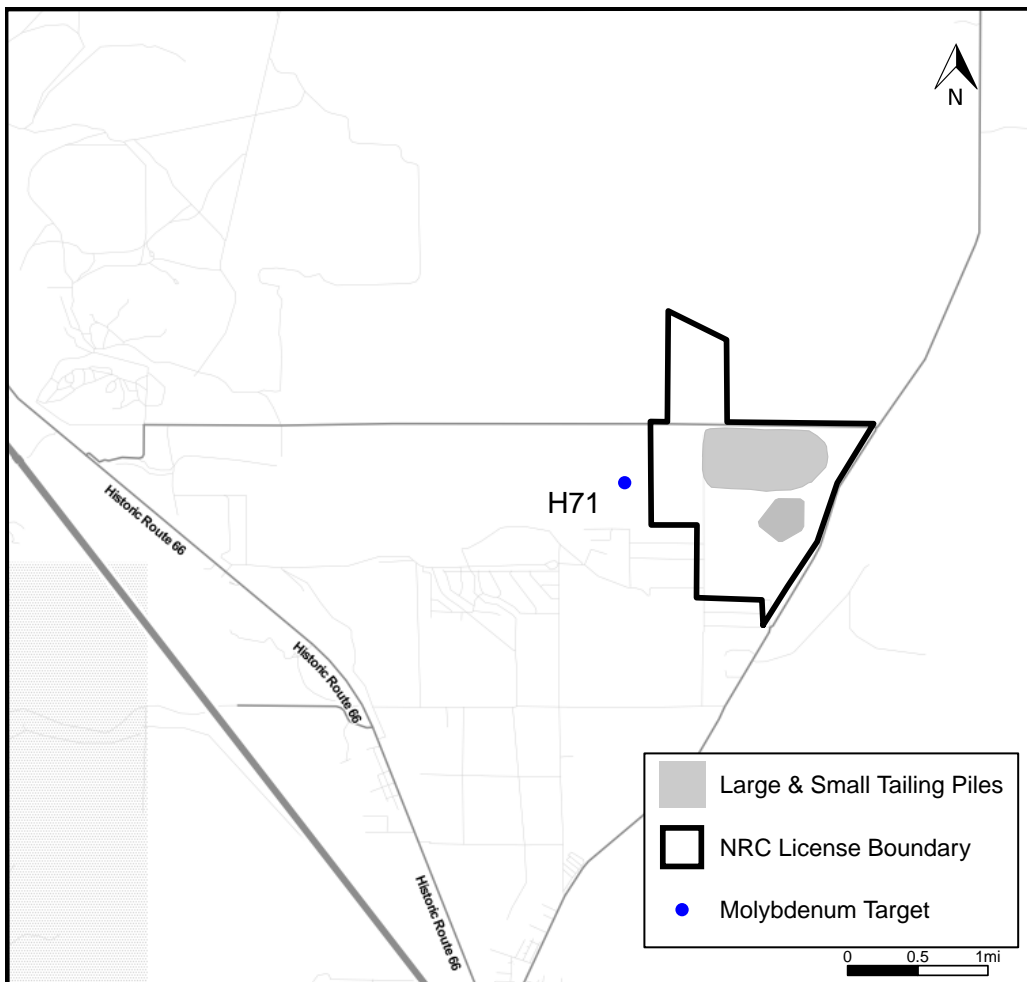 N
H71
Historic Route 66
Historic Route 66
Historic Route 66
Large & Small Tailing Piles
NRC License Boundary
Molybdenum Target
0 0.5 1mi